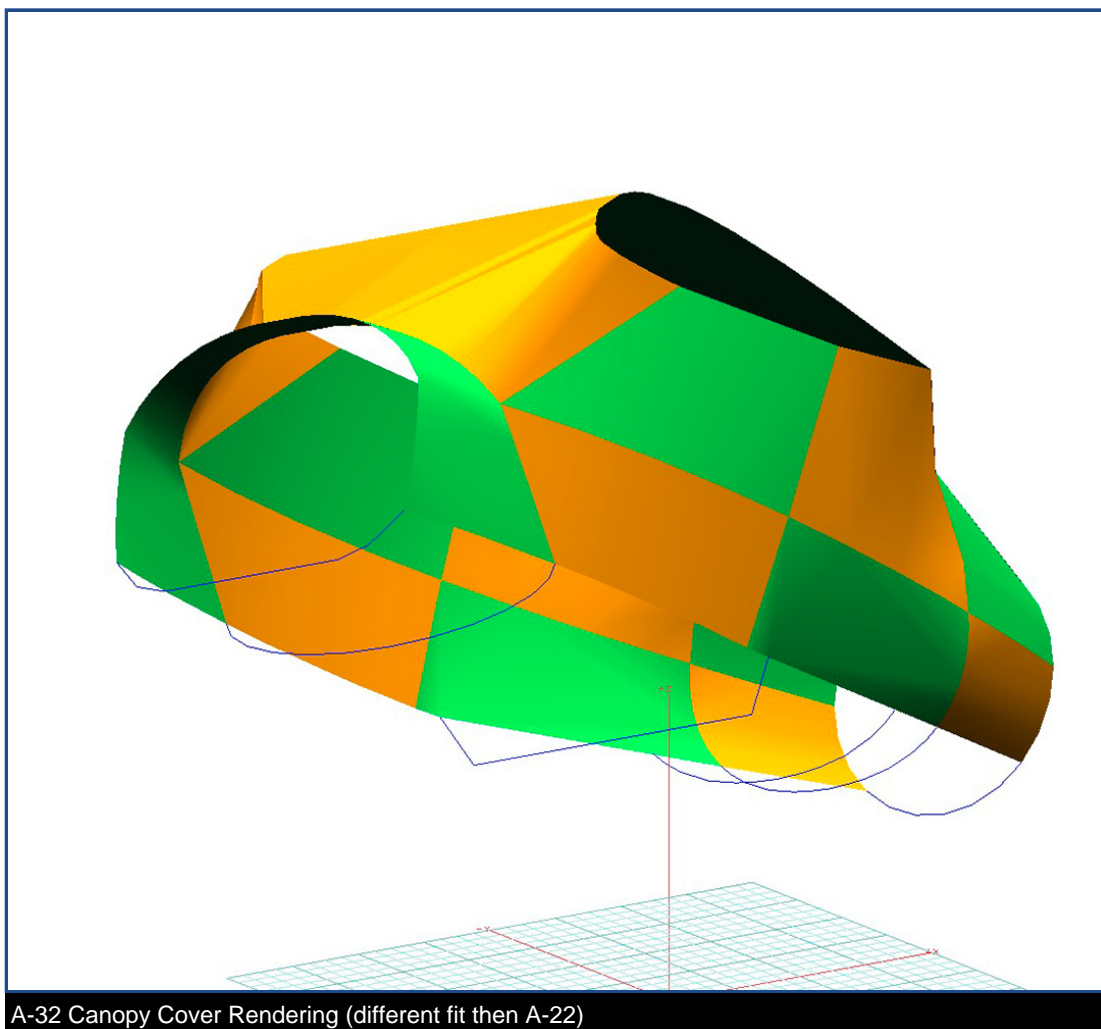 +Z
-Y
+X
A-32 Canopy Cover Rendering (different fit then A-22)